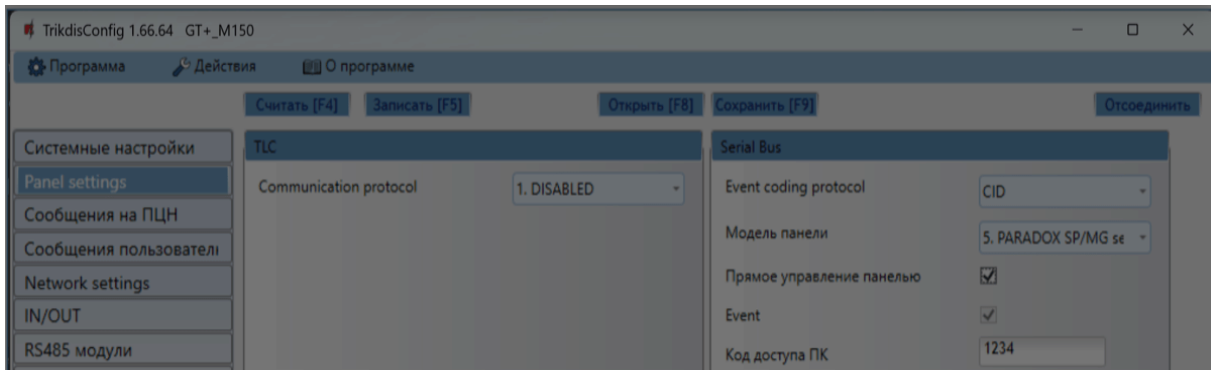 TrikdisConfig 1.66.64 GT+_M150
Программа Действия О программе
Считать [F4] Записать [F5] Открыть [F8] Сохранить [F9] Отсоединить
Системные настройки
Panel settings
Сообщения на ПЦН
Сообщения пользовател
Network settings
IN/OUT
RS485 модули
TLC
Communication protocol 1. DISABLED
Serial Bus
Event coding protocol CID
Модель панели 5. PARADOX SP/MG se
Прямое управление панелью
Event
Код доступа ПК 1234